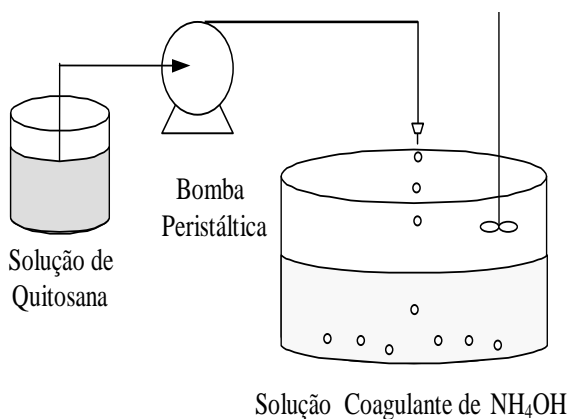 Bomba
Peristáltica
Solução de
Quitosana
Solução Coagulante de NH₄OH